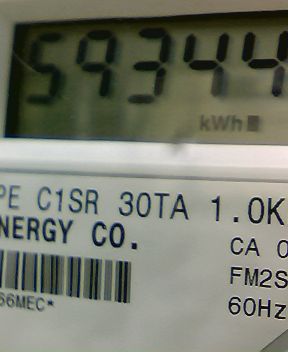 59344
kWh
PE C1SR 30TA 1.0K
NERGY CO.
CA 0
FM2S
66MEC*
60Hz